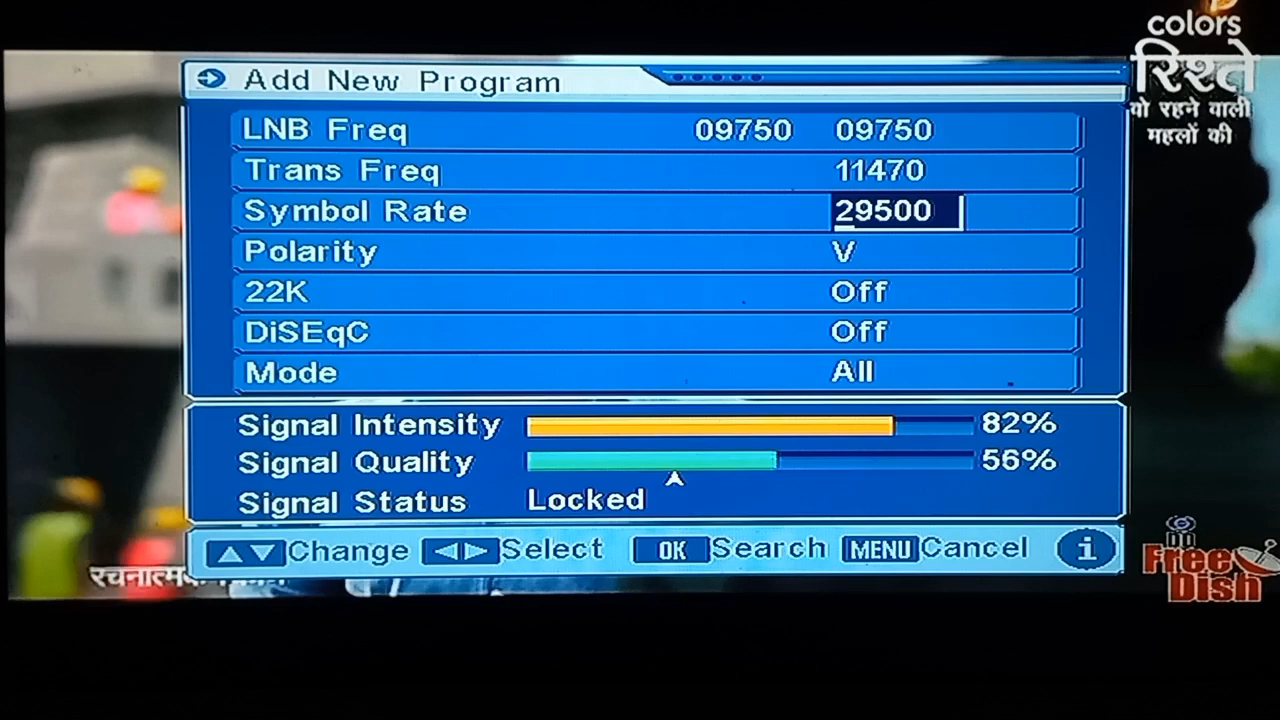 colors
रिश्ते
वो रहने वाली
महलों की
Add New Program
LNB Freq 09750 09750
Trans Freq 11470
Symbol Rate 29500
Polarity V
22K Off
DiSEqC Off
Mode All
Signal Intensity 82%
Signal Quality 56%
Signal Status Locked
Change Select OK Search MENU Cancel i
DD
Free
Dish